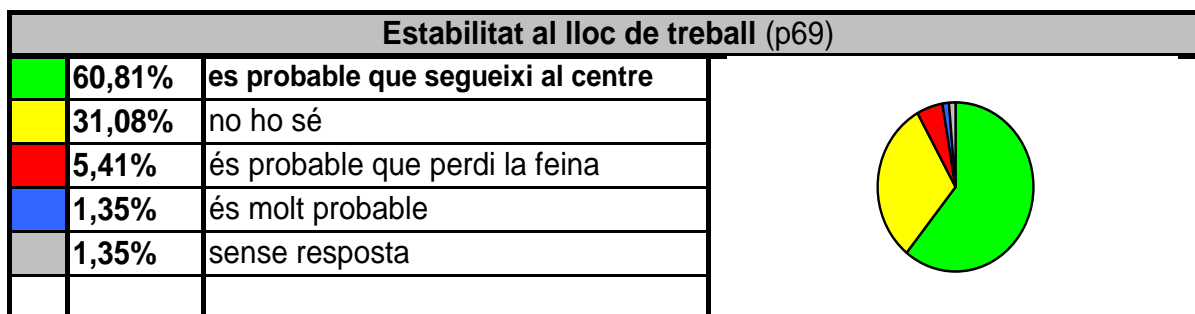 Estabilitat al lloc de treball (p69)
60,81% es probable que segueixi al centre
31,08% no ho sé
5,41% és probable que perdi la feina
1,35% és molt probable
1,35% sense resposta